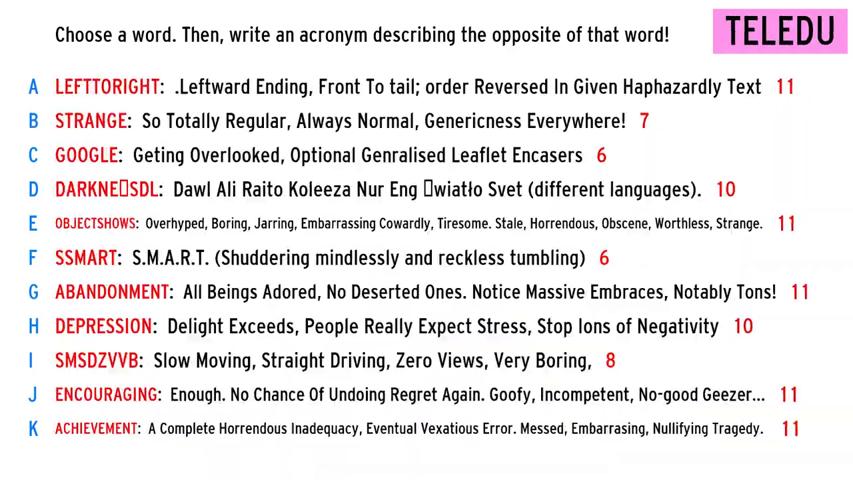 Choose a word. Then, write an acronym describing the opposite of that word! TELEDU
A LEFTTORIGHT: .Leftward Ending, Front To tail; order Reversed In Given Haphazardly Text 11
B STRANGE: So Totally Regular, Always Normal, Genericness Everywhere! 7
C GOOGLE: Geting Overlooked, Optional Genralised Leaflet Encasers 6
D DARKNE▯SDL: Dawl Ali Raito Koleeza Nur Eng ▯wiatło Svet (different languages). 10
E OBJECTSHOWS: Overhyped, Boring, Jarring, Embarrassing Cowardly, Tiresome. Stale, Horrendous, Obscene, Worthless, Strange. 11
F SSMART: S.M.A.R.T. (Shuddering mindlessly and reckless tumbling) 6
G ABANDONMENT: All Beings Adored, No Deserted Ones. Notice Massive Embraces, Notably Tons! 11
H DEPRESSION: Delight Exceeds, People Really Expect Stress, Stop Ions of Negativity 10
I SMSDZVVB: Slow Moving, Straight Driving, Zero Views, Very Boring, 8
J ENCOURAGING: Enough. No Chance Of Undoing Regret Again. Goofy, Incompetent, No-good Geezer... 11
K ACHIEVEMENT: A Complete Horrendous Inadequacy, Eventual Vexatious Error. Messed, Embarrasing, Nullifying Tragedy. 11